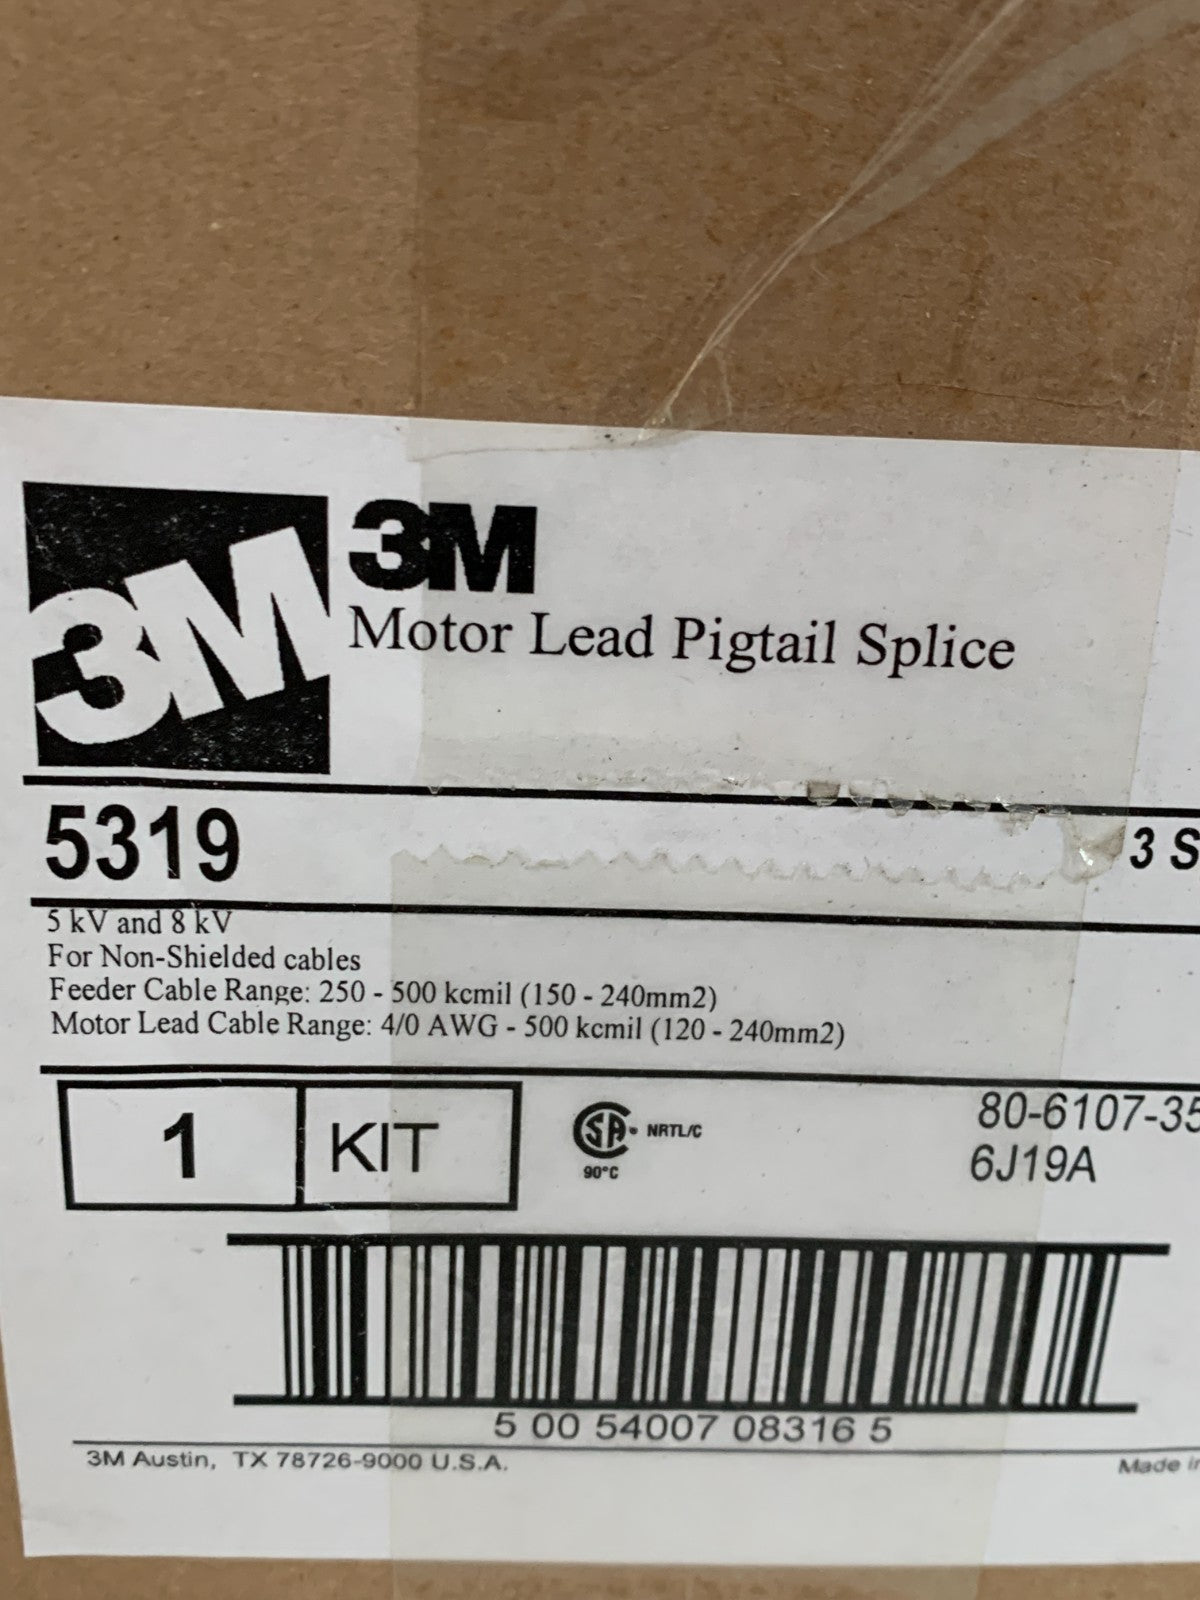 3M
3M
Motor Lead Pigtail Splice
5319
3 S
5 kV and 8 kV
For Non-Shielded cables
Feeder Cable Range: 250 - 500 kcmil (150 - 240mm2)
Motor Lead Cable Range: 4/0 AWG - 500 kcmil (120 - 240mm2)
1 KIT
SA NRTL/C
90°C
80-6107-35
6J19A
5 00 54007 08316 5
3M Austin, TX 78726-9000 U.S.A.
Made in